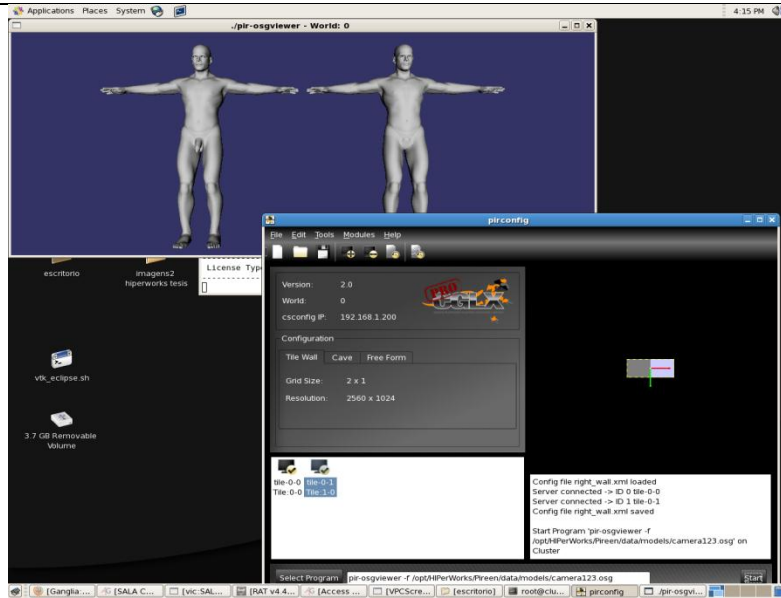 Applications Places System
4:15 PM
./pir-osgviewer - World: 0
pirconfig
File Edit Tools Modules Help
escritorio
imagens2
hiperworks tesis
License Typ
Version: 2.0
World: 0
csconfig IP: 192.168.1.200
PRO
CGLX
Configuration
Tile Wall Cave Free Form
Grid Size: 2 x 1
Resolution: 2560 x 1024
vtk_eclipse.sh
3.7 GB Removable
Volume
tile-0-0 tile-0-1
Tile:0-0 Tile:1-0
Config file right_wall.xml loaded
Server connected -> ID 0 tile-0-0
Server connected -> ID 1 tile-0-1
Config file right_wall.xml saved
Start Program 'pir-osgviewer -f
/opt/HIPerWorks/Pireen/data/models/camera123.osg' on
Cluster
Select Program pir-osgviewer -f /opt/HIPerWorks/Pireen/data/models/camera123.osg Start
[Ganglia:... [SALA C... [vic:SAL... [RAT v4.4... [Access ... [VPCScre... [escritorio] root@clu... pirconfig ./pir-osgvi...